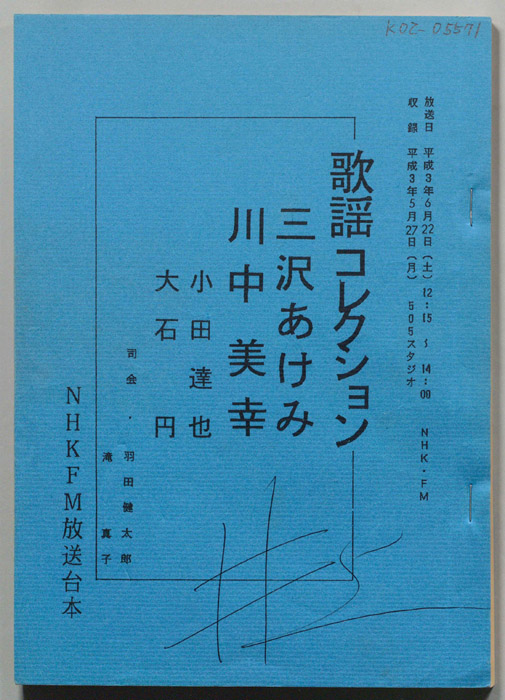 K02-05571
放送日 平成3年6月22日(土) 12:15 ~ 14:00 NHK・FM
収録 平成3年5月27日(月) 505スタジオ
歌謡コレクション
三沢あけみ
川中美幸
小田達也
大石円
司会・羽田健太郎
滝真子
NHKFM放送台本